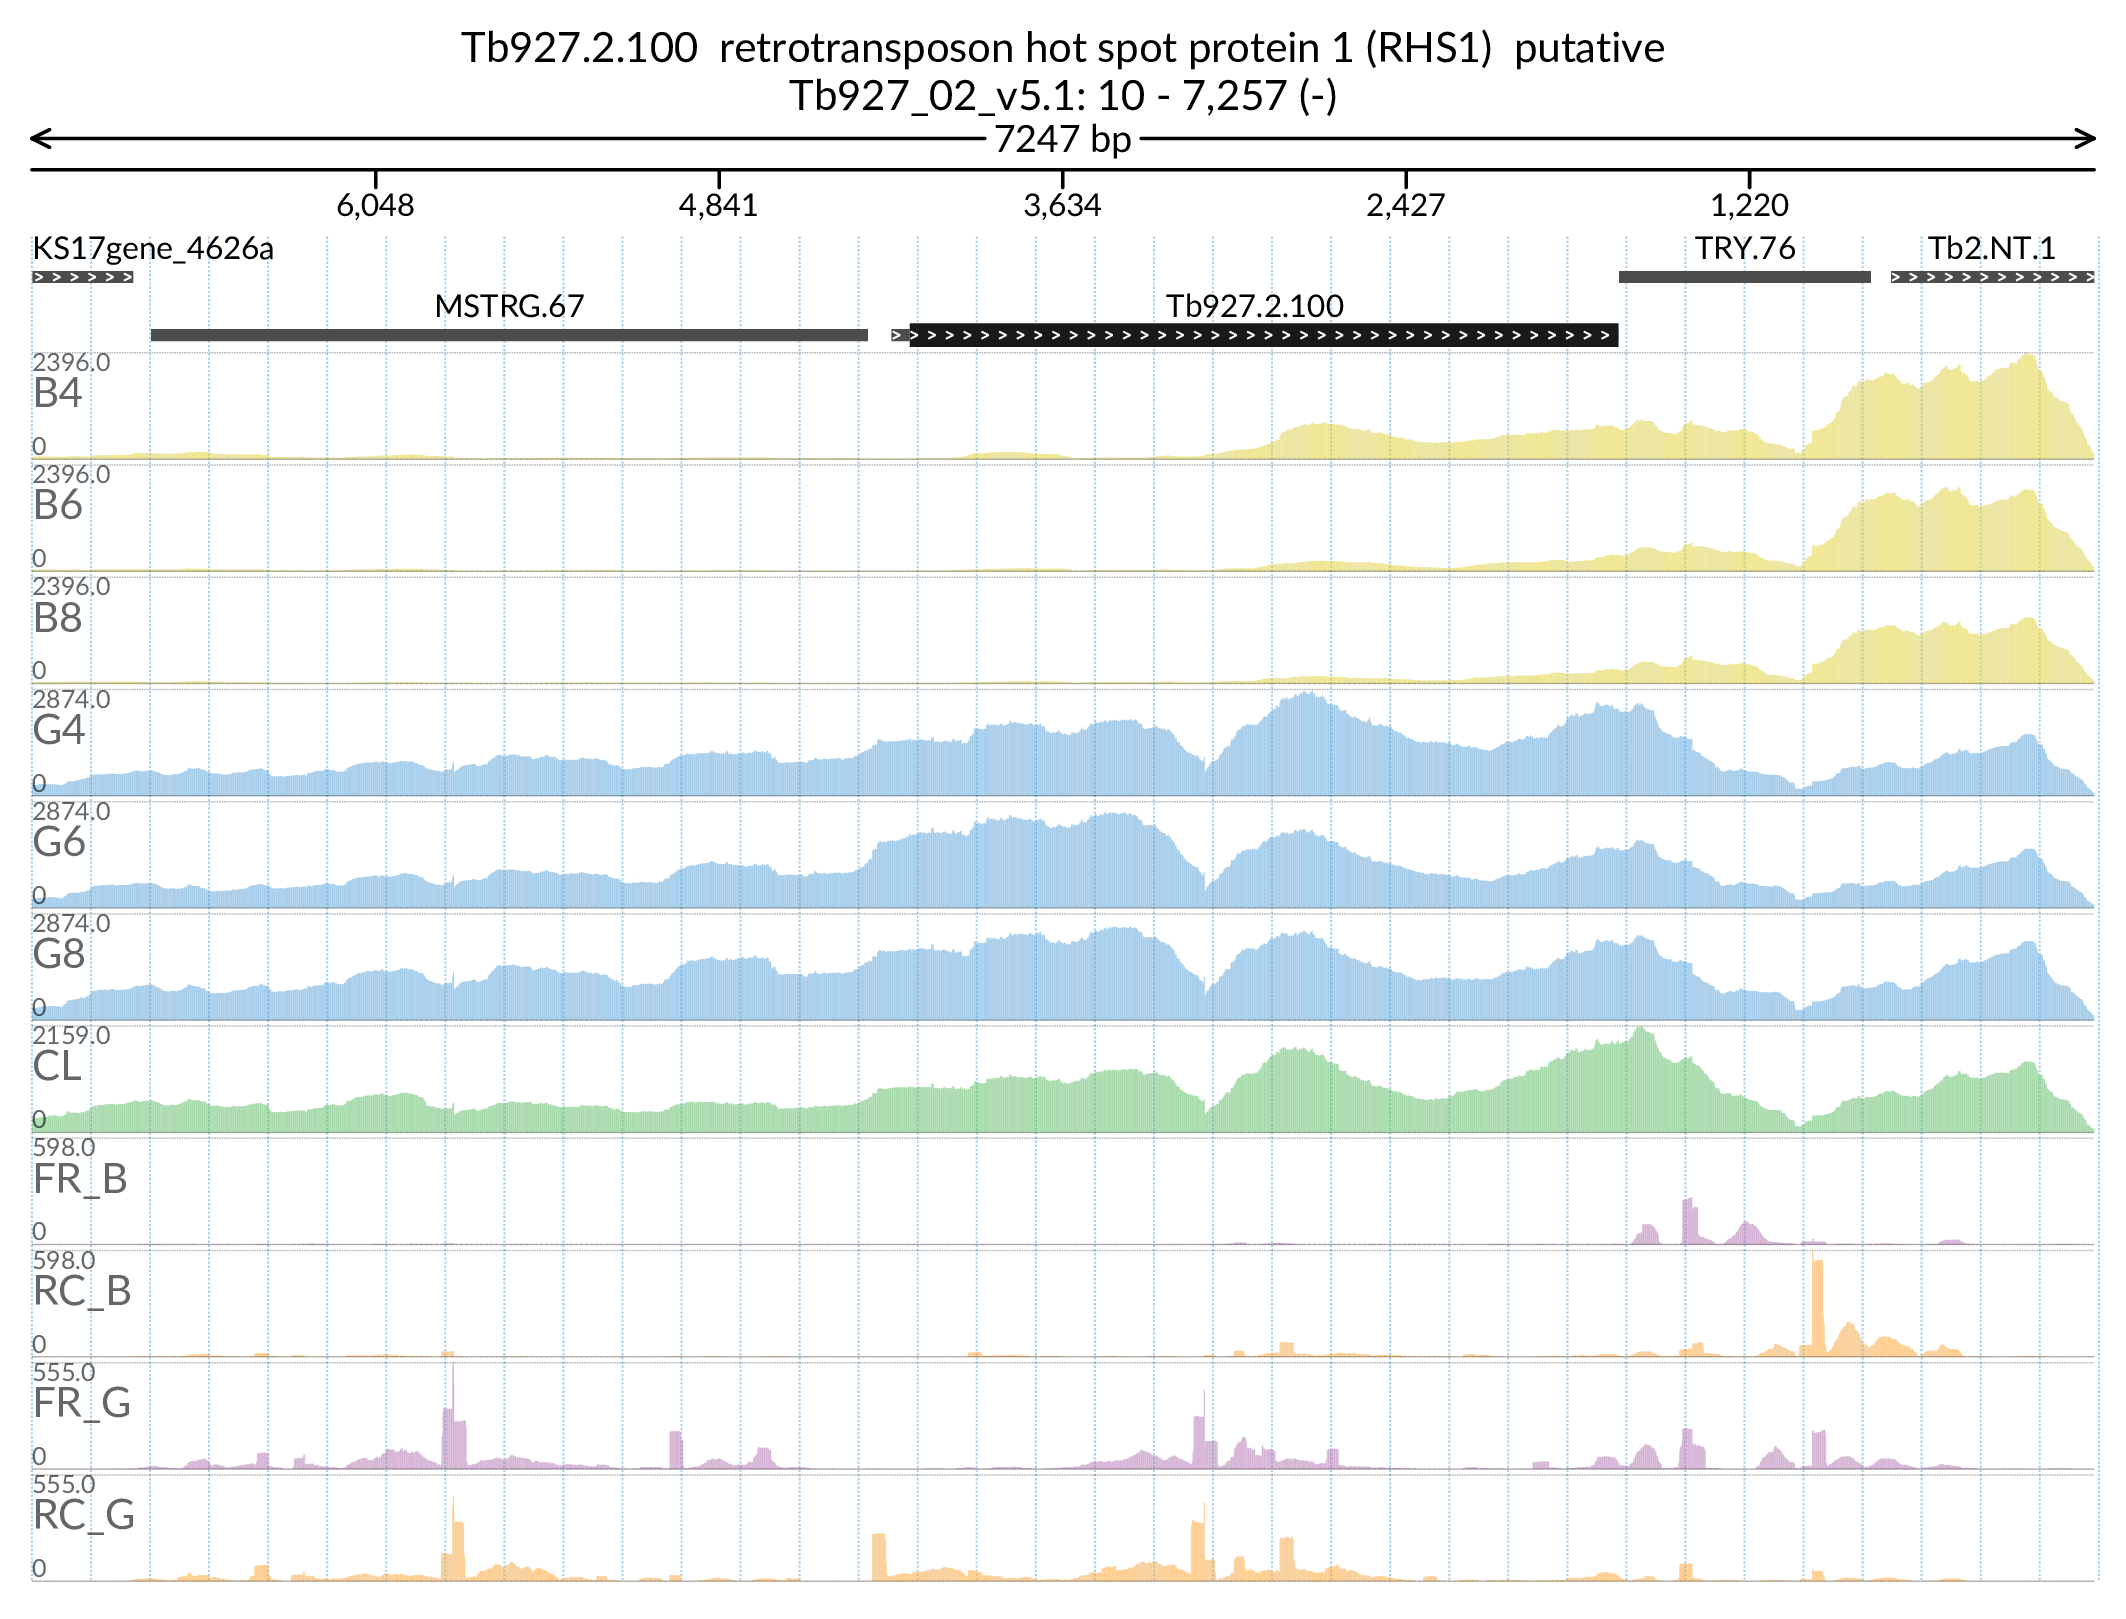 Tb927.2.100 retrotransposon hot spot protein 1 (RHS1) putative
Tb927_02_v5.1: 10 - 7,257 (-)
7247 bp
6,048 4,841 3,634 2,427 1,220
KS17gene_4626a TRY.76 Tb2.NT.1
MSTRG.67 Tb927.2.100
2396.0
B4
0
2396.0
B6
0
2396.0
B8
0
2874.0
G4
0
2874.0
G6
0
2874.0
G8
0
2159.0
CL
0
598.0
FR_B
0
598.0
RC_B
0
555.0
FR_G
0
555.0
RC_G
0